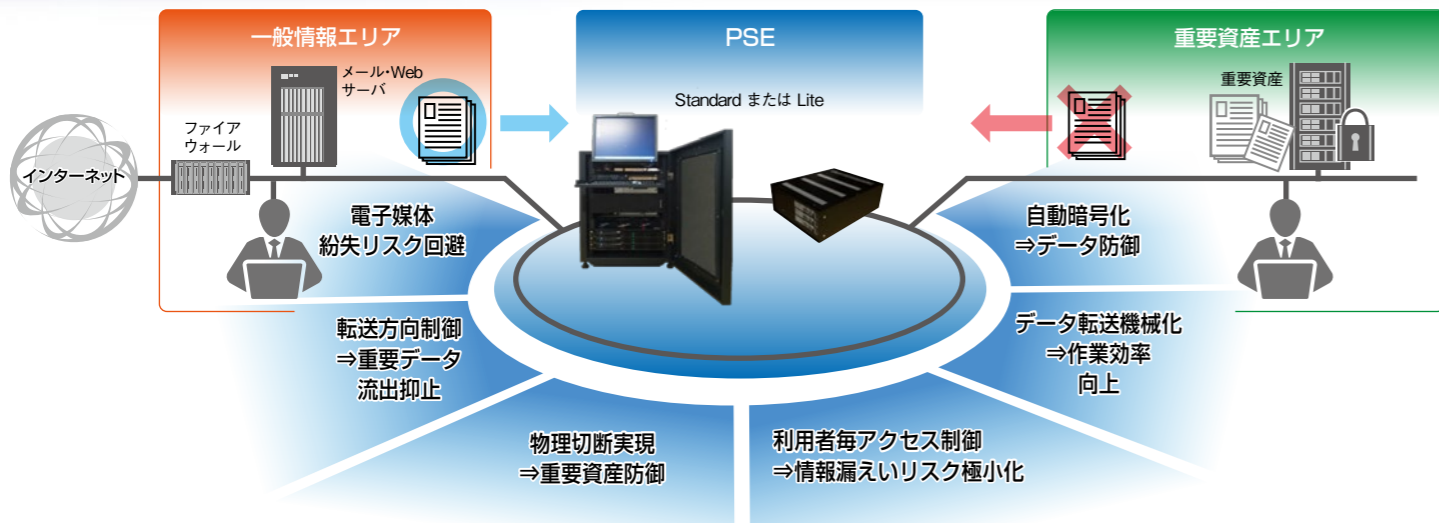 一般情報エリア
メール・Web
サーバ
ファイア
ウォール
インターネット
PSE
Standard または Lite
重要資産エリア
重要資産
電子媒体
紛失リスク回避
転送方向制御
⇒重要データ
流出抑止
物理切断実現
⇒重要資産防御
利用者毎アクセス制御
⇒情報漏えいリスク極小化
データ転送機械化
⇒作業効率
向上
自動暗号化
⇒データ防御